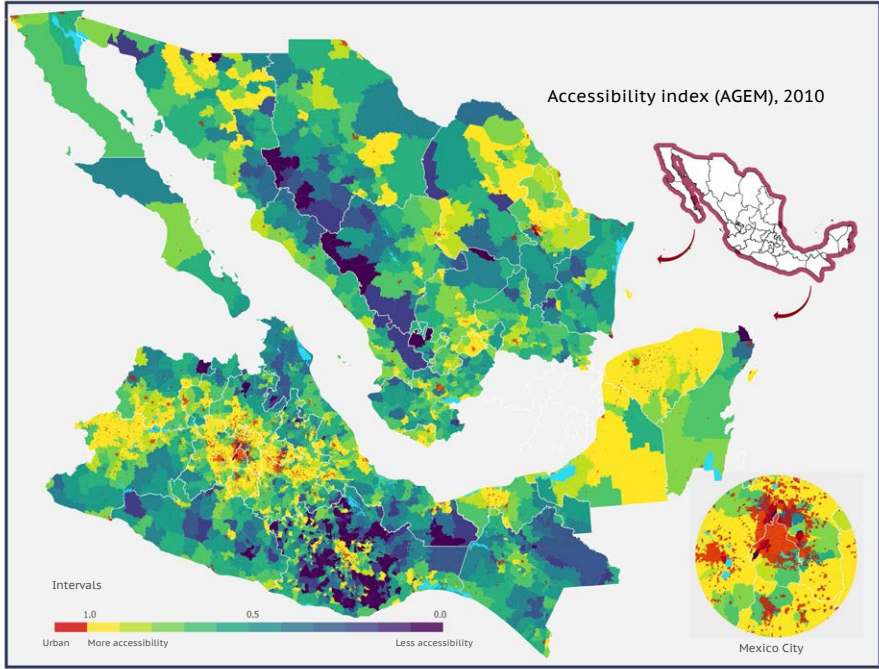 Accessibility index (AGEM), 2010
Intervals
1.0 0.5 0.0
Urban More accessibility Less accessibility
Mexico City